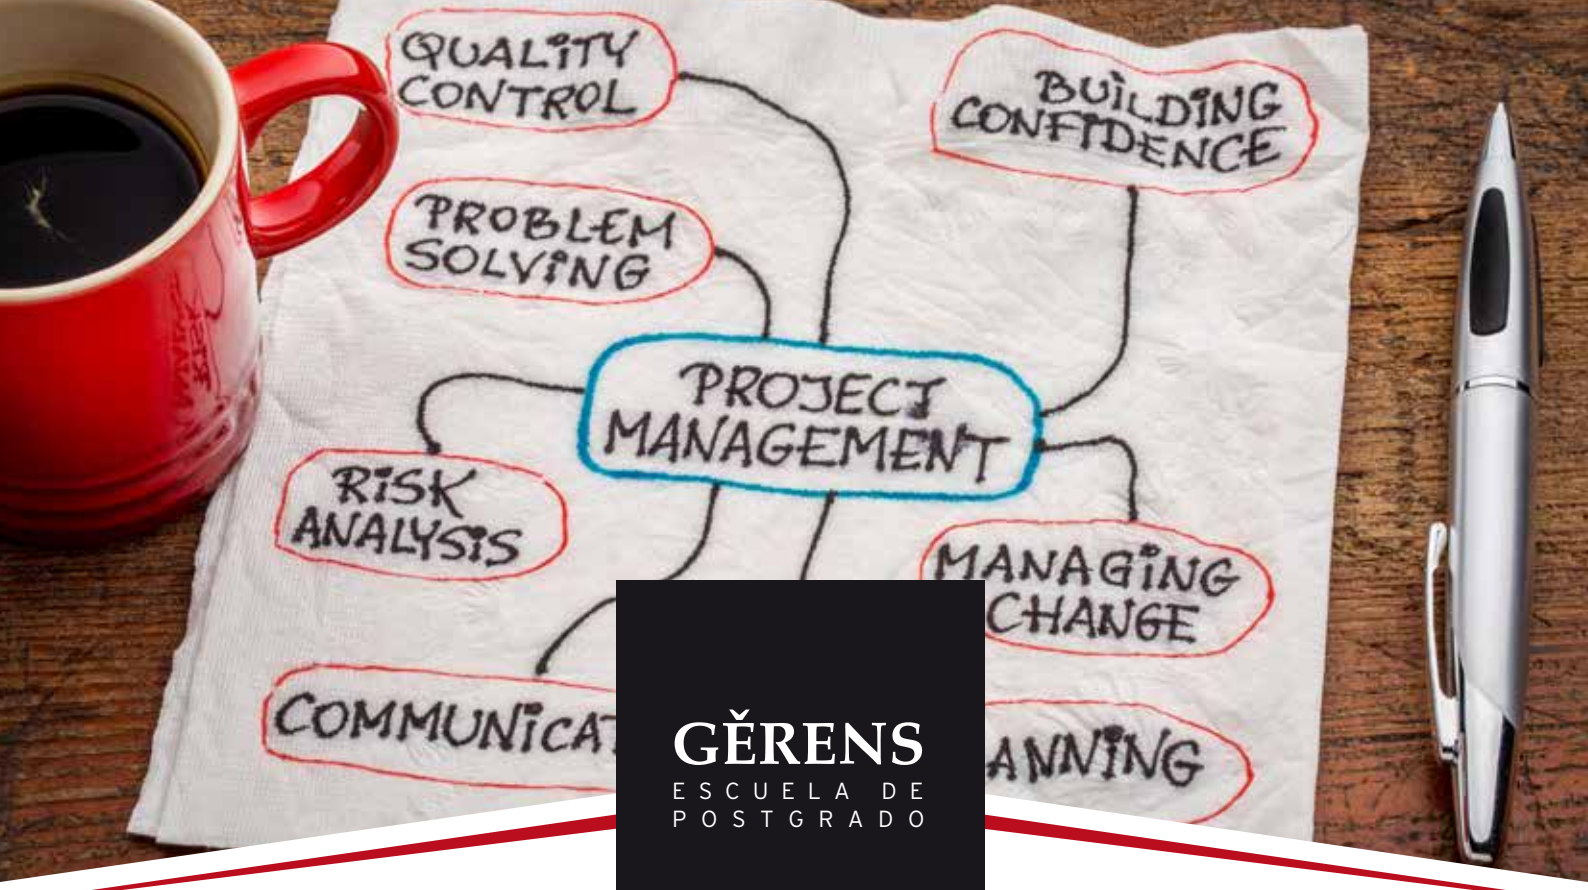 QUALITY
CONTROL
BUILDING
CONFIDENCE
PROBLEM
SOLVING
PROJECT
MANAGEMENT
RISK
ANALYSIS
MANAGING
CHANGE
COMMUNICAT
ANNING
GĚRENS
ESCUELA DE
POSTGRADO